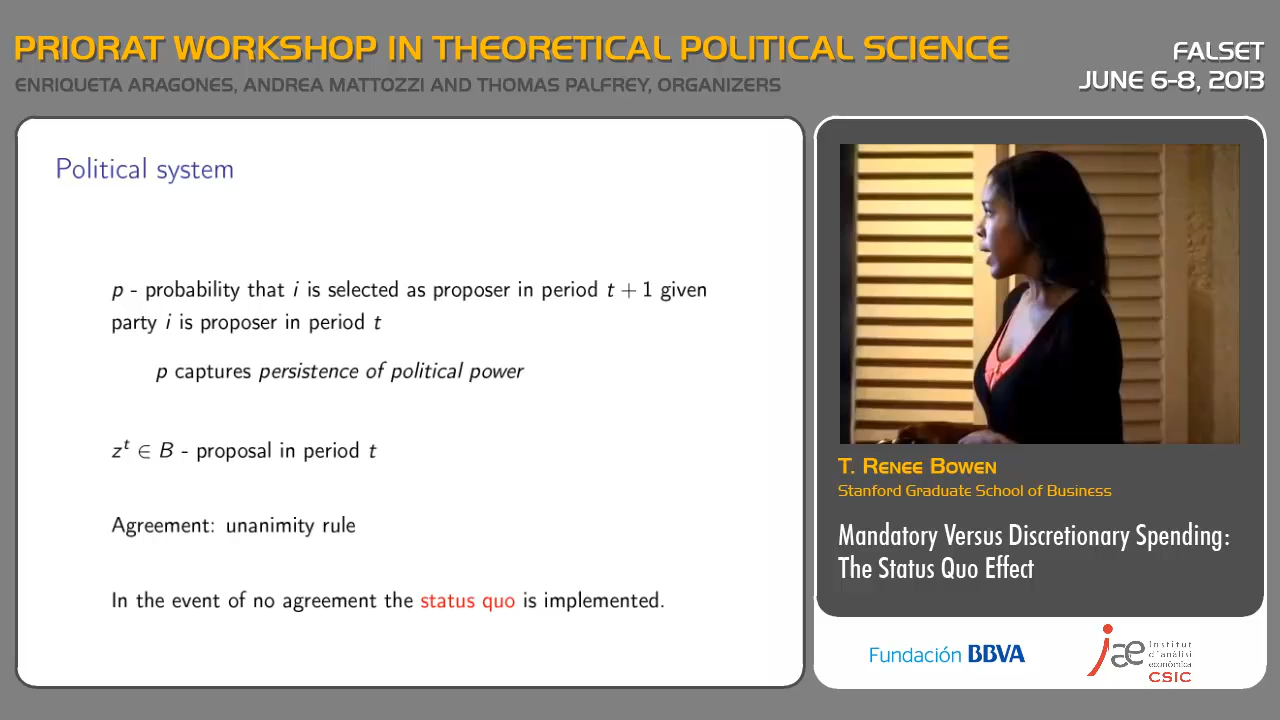 PRIORAT WORKSHOP IN THEORETICAL POLITICAL SCIENCE
ENRIQUETA ARAGONES, ANDREA MATTOZZI AND THOMAS PALFREY, ORGANIZERS
FALSET
JUNE 6-8, 2013
Political system
p - probability that i is selected as proposer in period t + 1 given
party i is proposer in period t
p captures persistence of political power
zᵗ ∈ B - proposal in period t
Agreement: unanimity rule
In the event of no agreement the status quo is implemented.
T. Renee Bowen
Stanford Graduate School of Business
Mandatory Versus Discretionary Spending:
The Status Quo Effect
Fundación BBVA
iae
Institut
d'anàlisi
econòmica
CSIC